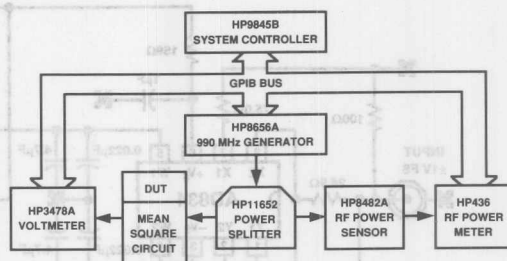 HP9845B
SYSTEM CONTROLLER
GPIB BUS
HP8656A
990 MHz GENERATOR
HP3478A
VOLTMETER
DUT
MEAN
SQUARE
CIRCUIT
HP11652
POWER
SPLITTER
HP8482A
RF POWER
SENSOR
HP436
RF POWER
METER